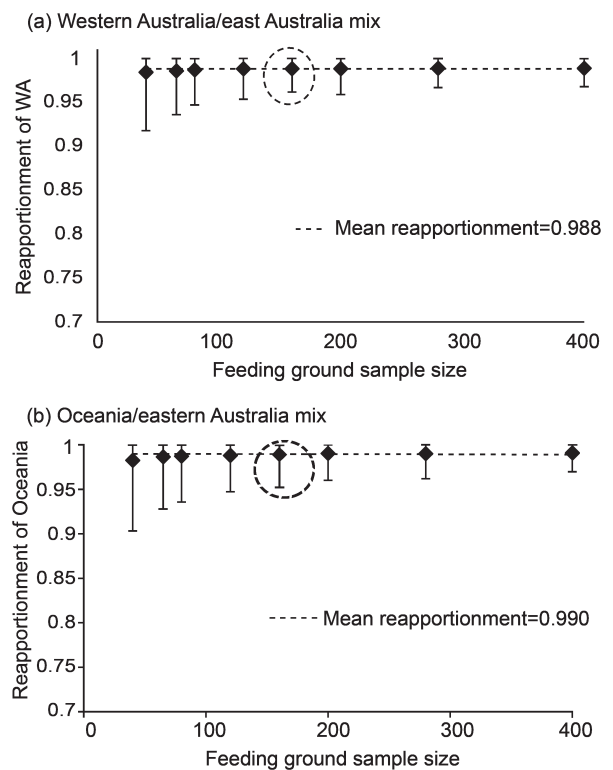 (a) Western Australia/east Australia mix
Reapportionment of WA
1
0.95
0.9
0.85
0.8
0.75
0.7
Mean reapportionment=0.988
0 100 200 300 400
Feeding ground sample size
(b) Oceania/eastern Australia mix
Reapportionment of Oceania
1
0.95
0.9
0.85
0.8
0.75
0.7
Mean reapportionment=0.990
0 100 200 300 400
Feeding ground sample size